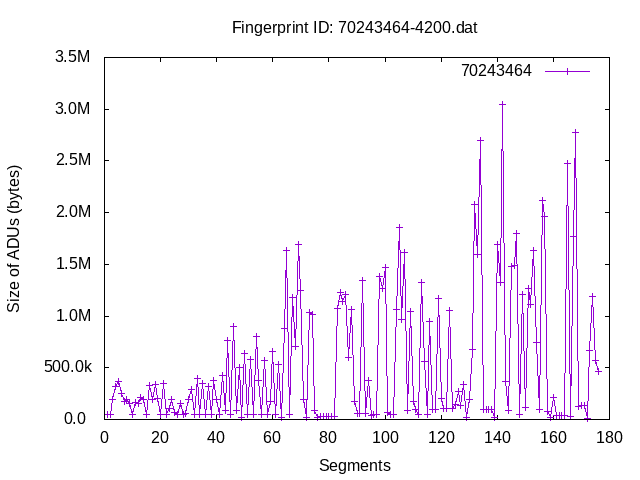 Fingerprint ID: 70243464-4200.dat
3.5M
70243464
3.0M
2.5M
2.0M
1.5M
1.0M
500.0k
0.0
Size of ADUs (bytes)
0 20 40 60 80 100 120 140 160 180
Segments